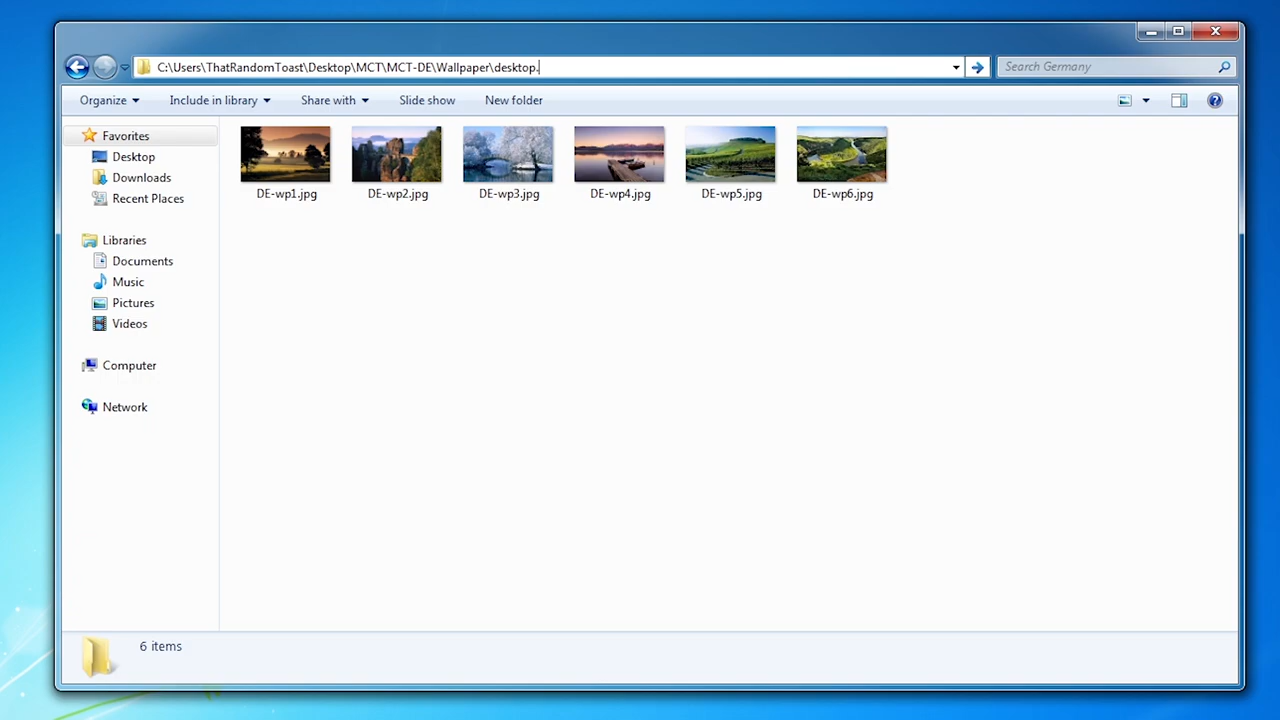 C:\Users\ThatRandomToast\Desktop\MCT\MCT-DE\Wallpaper\desktop.
Search Germany
Organize Include in library Share with Slide show New folder
Favorites
Desktop
Downloads
Recent Places
Libraries
Documents
Music
Pictures
Videos
Computer
Network
DE-wp1.jpg DE-wp2.jpg DE-wp3.jpg DE-wp4.jpg DE-wp5.jpg DE-wp6.jpg
6 items